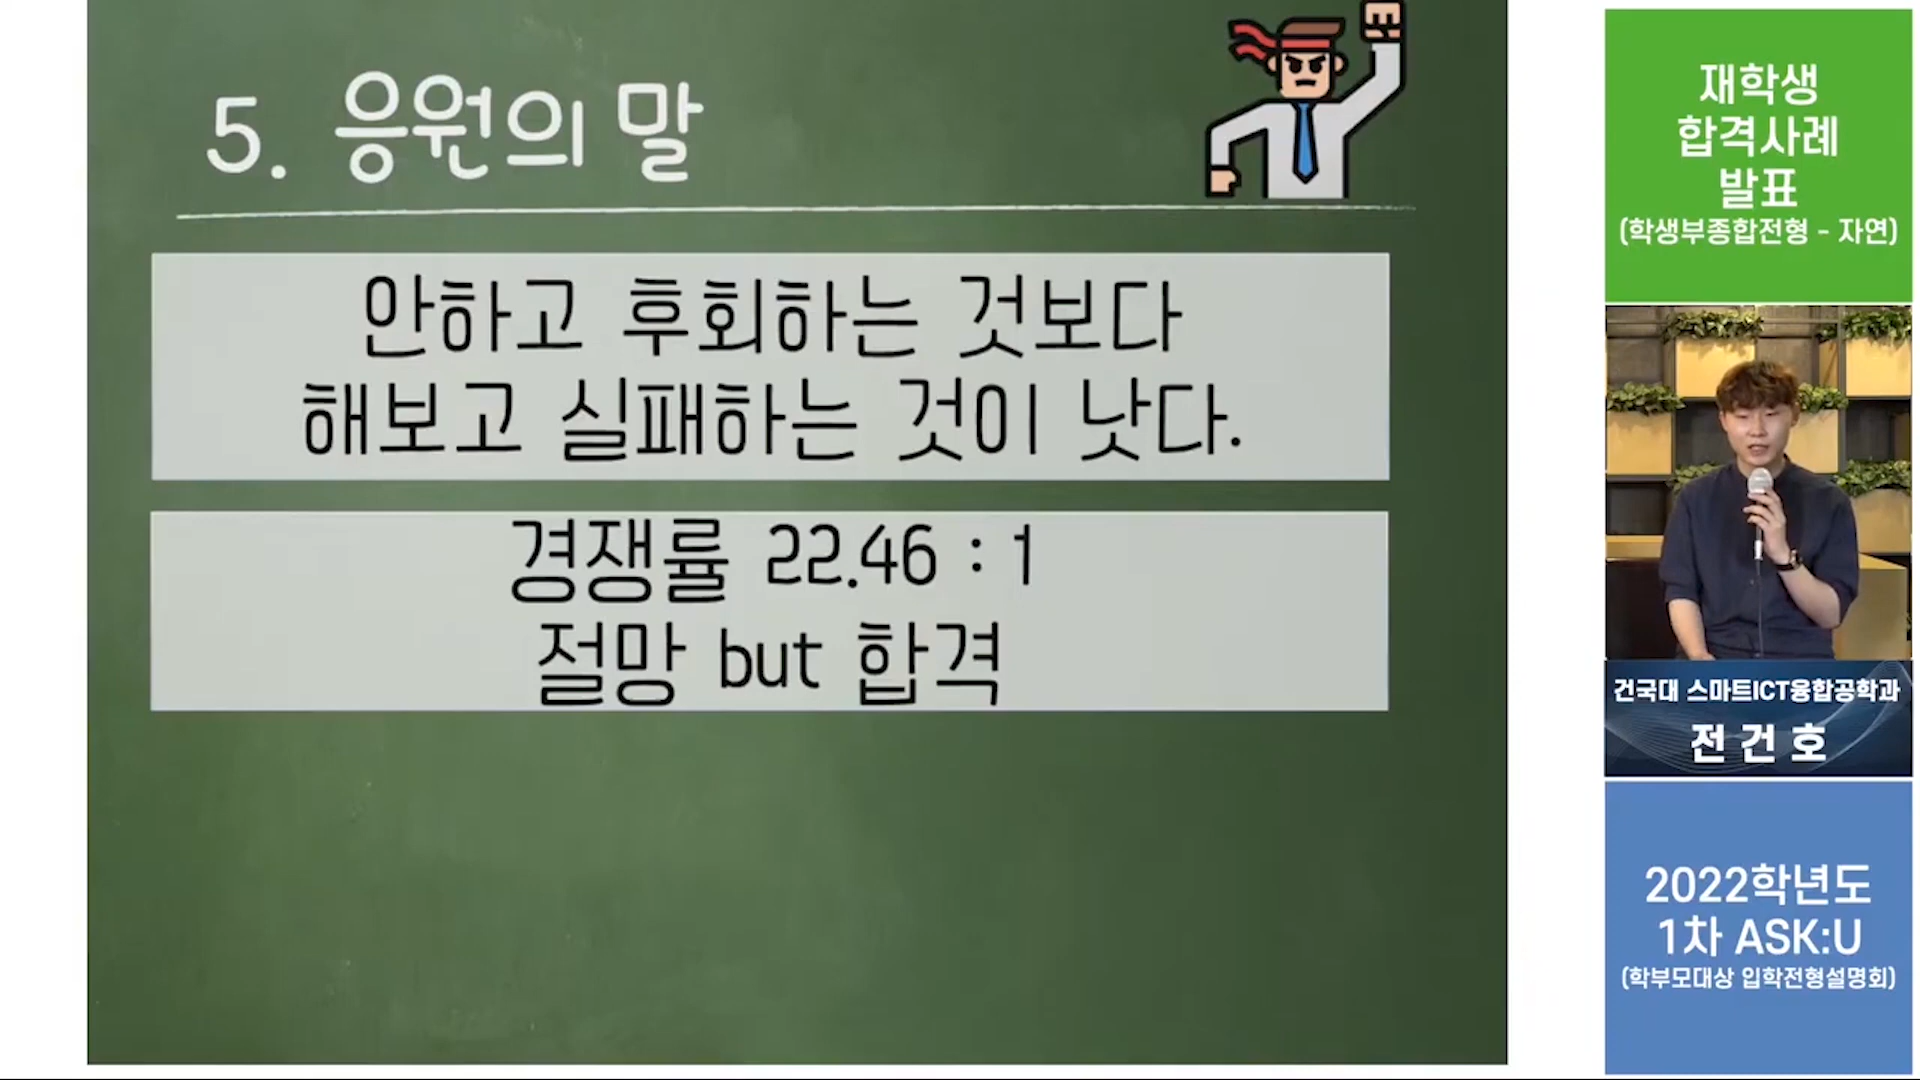 5. 응원의 말
안하고 후회하는 것보다
해보고 실패하는 것이 낫다.
경쟁률 22.46 : 1
절망 but 합격
재학생
합격사례
발표
(학생부종합전형 - 자연)
건국대 스마트ICT융합공학과
전건호
2022학년도
1차 ASK:U
(학부모대상 입학전형설명회)